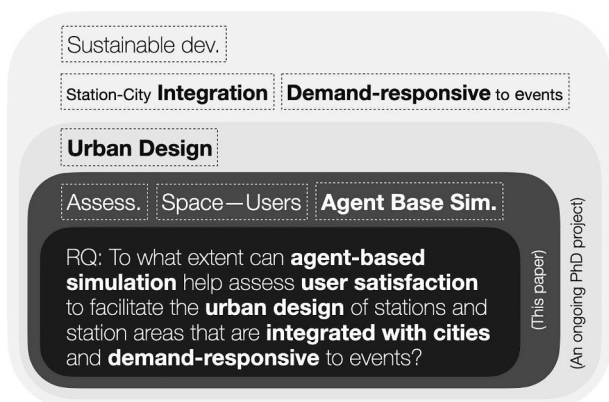 Sustainable dev.
Station-City Integration Demand-responsive to events
Urban Design
Assess. Space—Users Agent Base Sim.
RQ: To what extent can agent-based
simulation help assess user satisfaction
to facilitate the urban design of stations and
station areas that are integrated with cities
and demand-responsive to events?
(This paper)
(An ongoing PhD project)